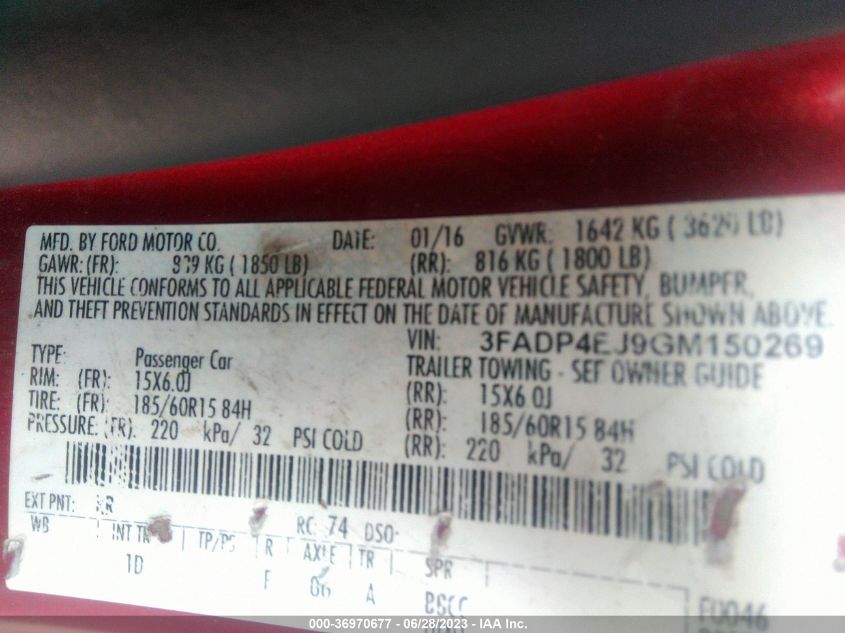 MFD. BY FORD MOTOR CO. DATE: 01/16 GVWR: 1642 KG ( 3620 LB)
GAWR: (FR): 839 KG ( 1850 LB) (RR): 816 KG ( 1800 LB)
THIS VEHICLE CONFORMS TO ALL APPLICABLE FEDERAL MOTOR VEHICLE SAFETY, BUMPER,
AND THEFT PREVENTION STANDARDS IN EFFECT ON THE DATE OF MANUFACTURE SHOWN ABOVE.
VIN: 3FADP4EJ9GM150269
TYPE: Passenger Car TRAILER TOWING - SEE OWNER GUIDE
RIM: (FR): 15X6.0J (RR): 15X6.0J
TIRE: (FR): 185/60R15 84H (RR): 185/60R15 84H
PRESSURE: (FR): 220 kPa/ 32 PSI COLD (RR): 220 kPa/ 32 PSI COLD
EXT PNT: RR RC: 74 DSO:
WB INT TR TP/PS R AXLE TR SPR
1D F 06 A E0046
000-36970677 - 06/28/2023 - IAA Inc.